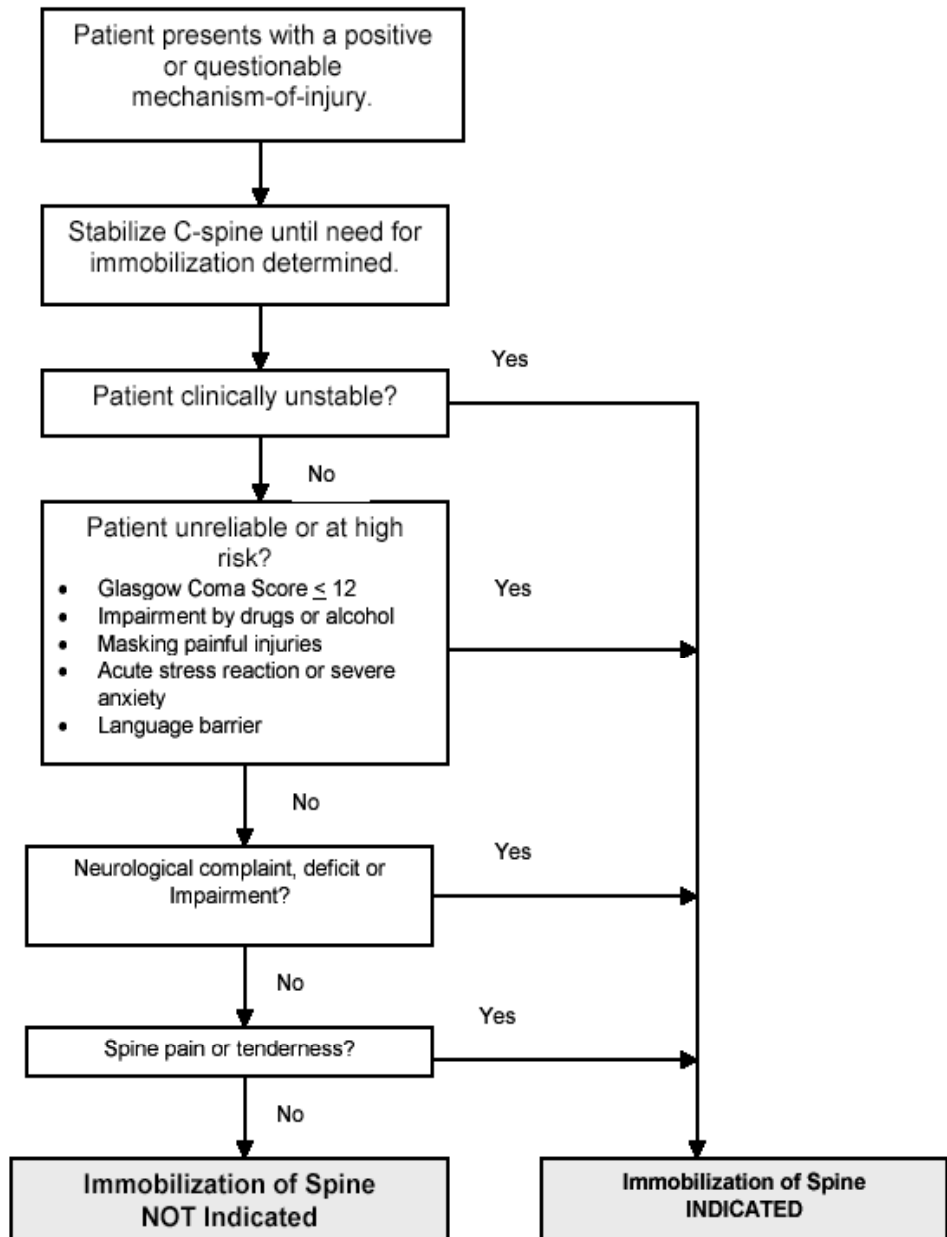 Patient presents with a positive
or questionable
mechanism-of-injury.
Stabilize C-spine until need for
immobilization determined.
Yes
Patient clinically unstable?
No
Patient unreliable or at high
risk?
• Glasgow Coma Score ≤ 12
• Impairment by drugs or alcohol
• Masking painful injuries
• Acute stress reaction or severe
anxiety
• Language barrier
Yes
No
Neurological complaint, deficit or
Impairment?
Yes
No
Spine pain or tenderness?
Yes
No
Immobilization of Spine
NOT Indicated
Immobilization of Spine
INDICATED